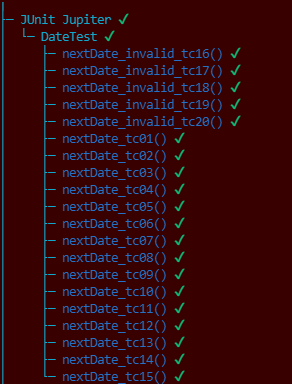 JUnit Jupiter ✔
DateTest ✔
nextDate_invalid_tc16() ✔
nextDate_invalid_tc17() ✔
nextDate_invalid_tc18() ✔
nextDate_invalid_tc19() ✔
nextDate_invalid_tc20() ✔
nextDate_tc01() ✔
nextDate_tc02() ✔
nextDate_tc03() ✔
nextDate_tc04() ✔
nextDate_tc05() ✔
nextDate_tc06() ✔
nextDate_tc07() ✔
nextDate_tc08() ✔
nextDate_tc09() ✔
nextDate_tc10() ✔
nextDate_tc11() ✔
nextDate_tc12() ✔
nextDate_tc13() ✔
nextDate_tc14() ✔
nextDate_tc15() ✔